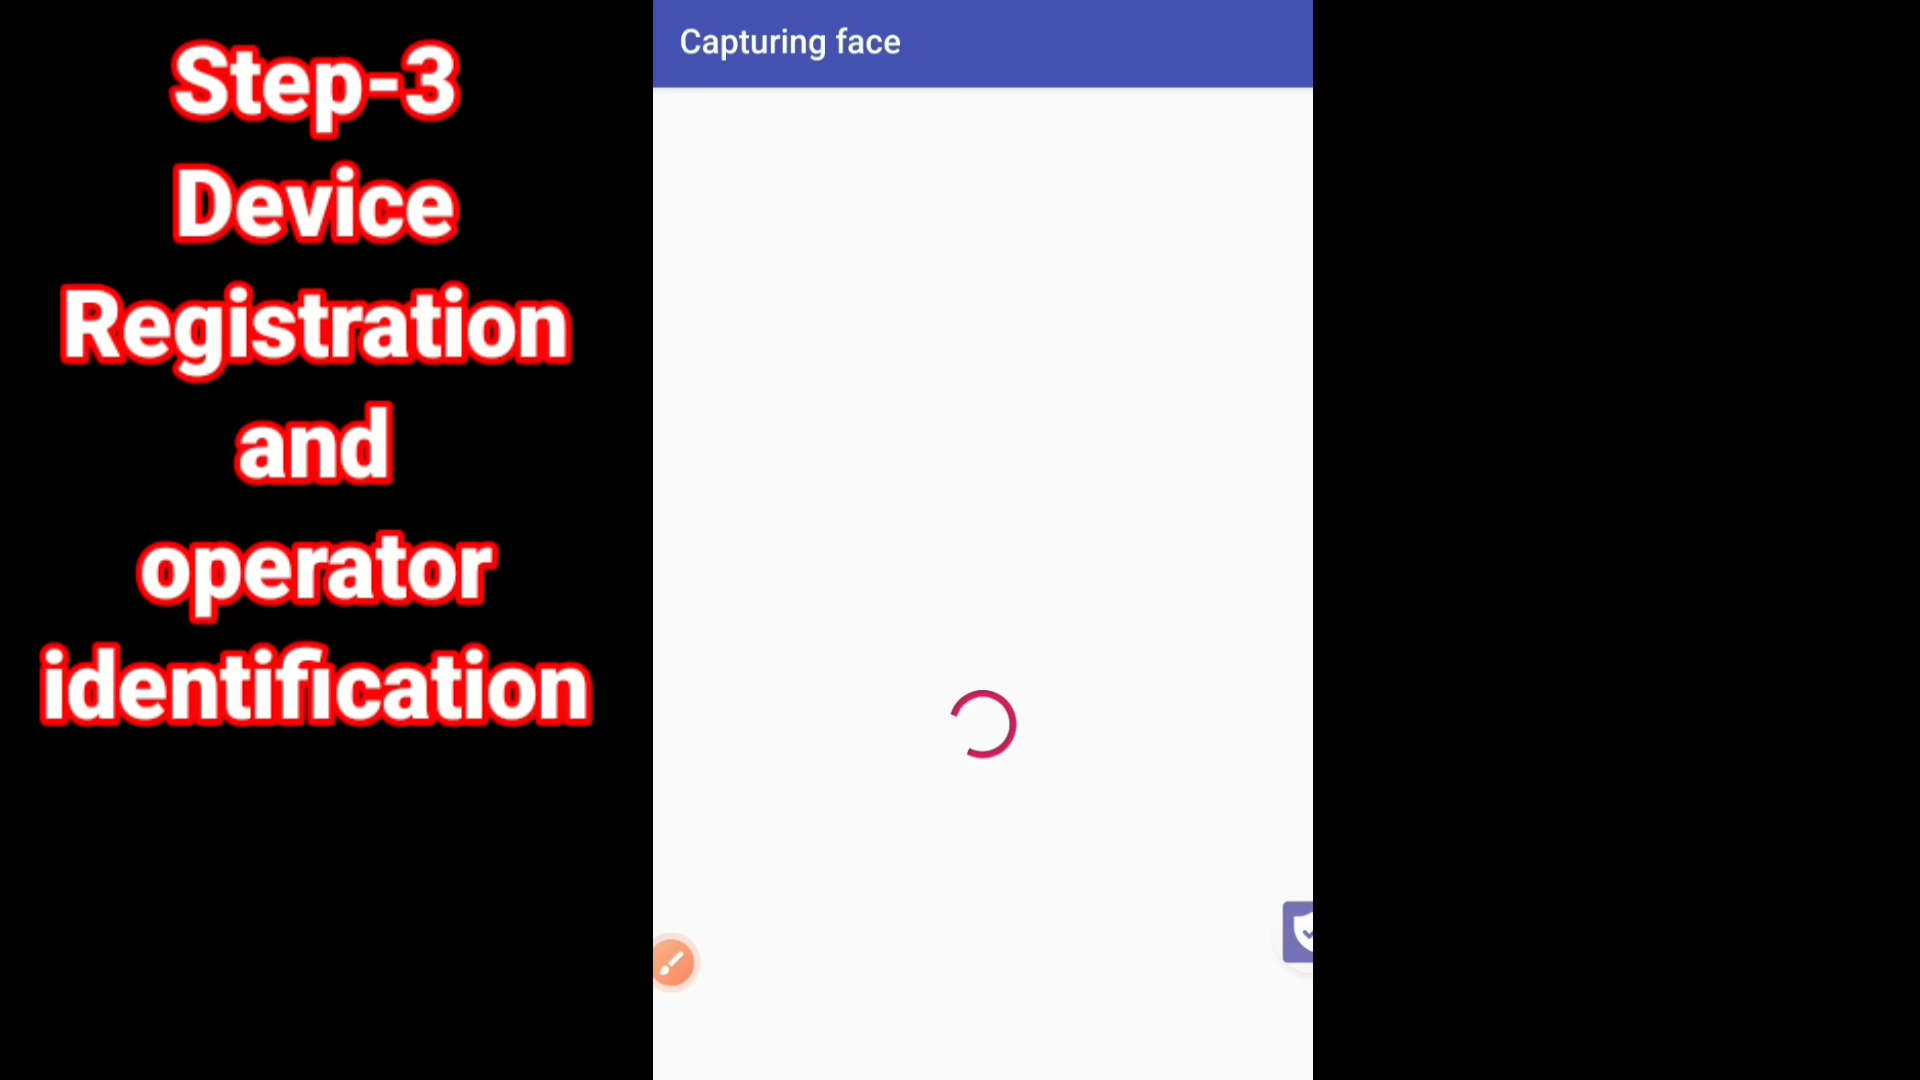 Step-3
Device
Registration
and
operator
identification
Capturing face